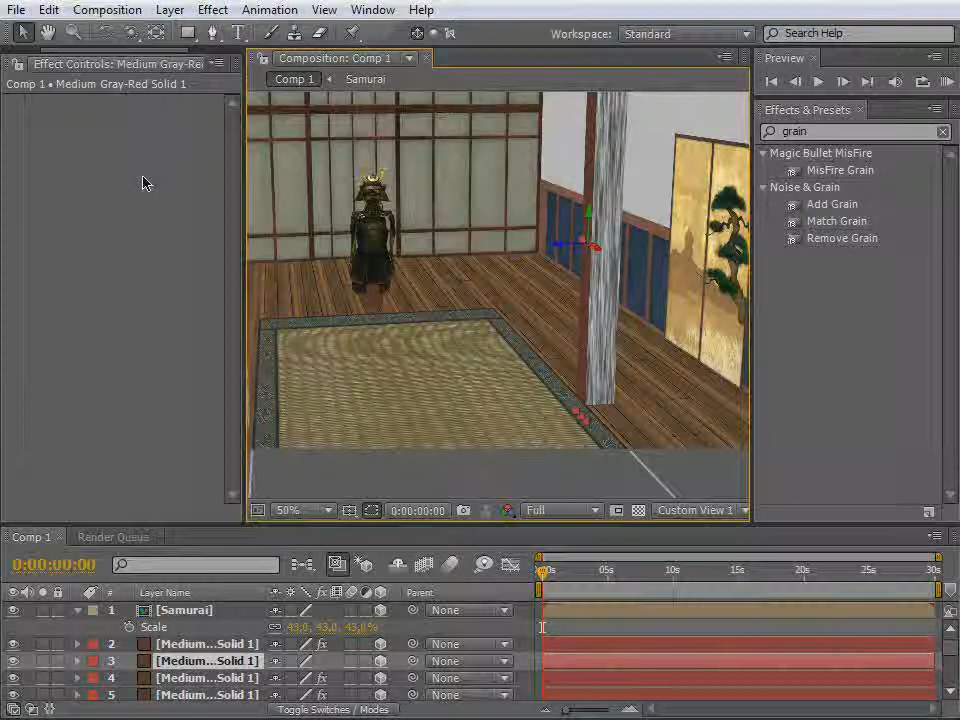 File Edit Composition Layer Effect Animation View Window Help
T Workspace: Standard Search Help
Effect Controls: Medium Gray-Re
Comp 1 • Medium Gray-Red Solid 1
Composition: Comp 1
Comp 1 Samurai
Preview
Effects & Presets
grain
Magic Bullet MisFire
MisFire Grain
Noise & Grain
Add Grain
Match Grain
Remove Grain
50% 0:00:00:00 Full Custom View 1
Comp 1 Render Queue
0:00:00:00
05s 10s 15s 20s 25s 30s
# Layer Name fx Parent
1 [Samurai] None
Scale 43,0, 43,0, 43,0%
2 [Medium...Solid 1] fx None
3 [Medium...Solid 1] None
4 [Medium...Solid 1] fx None
5 [Medium...Solid 1] fx None
Toggle Switches / Modes